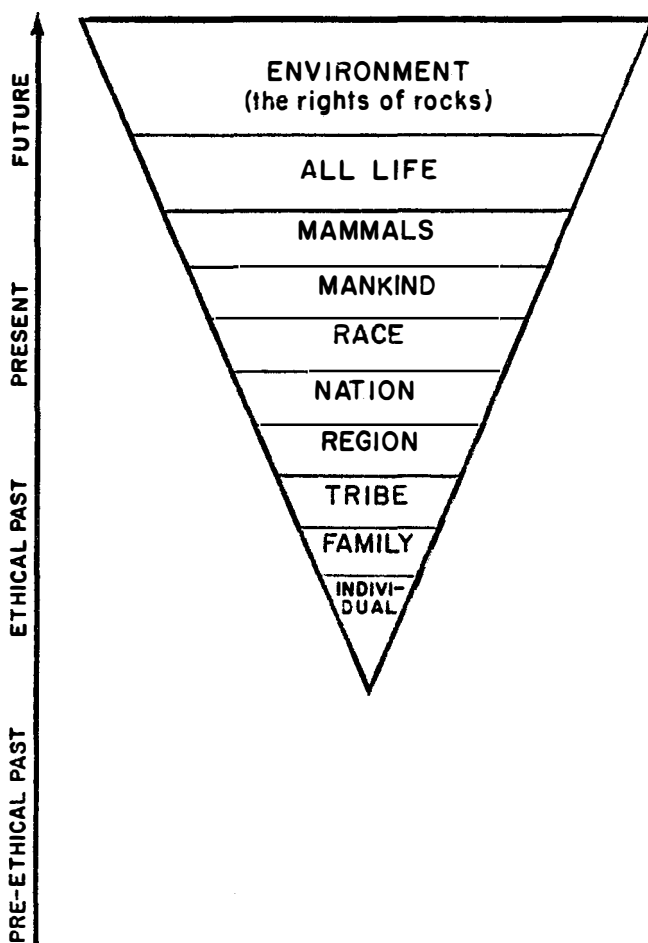 ENVIRONMENT
(the rights of rocks)
ALL LIFE
MAMMALS
MANKIND
RACE
NATION
REGION
TRIBE
FAMILY
INDIVI-
DUAL
FUTURE
PRESENT
ETHICAL PAST
PRE-ETHICAL PAST